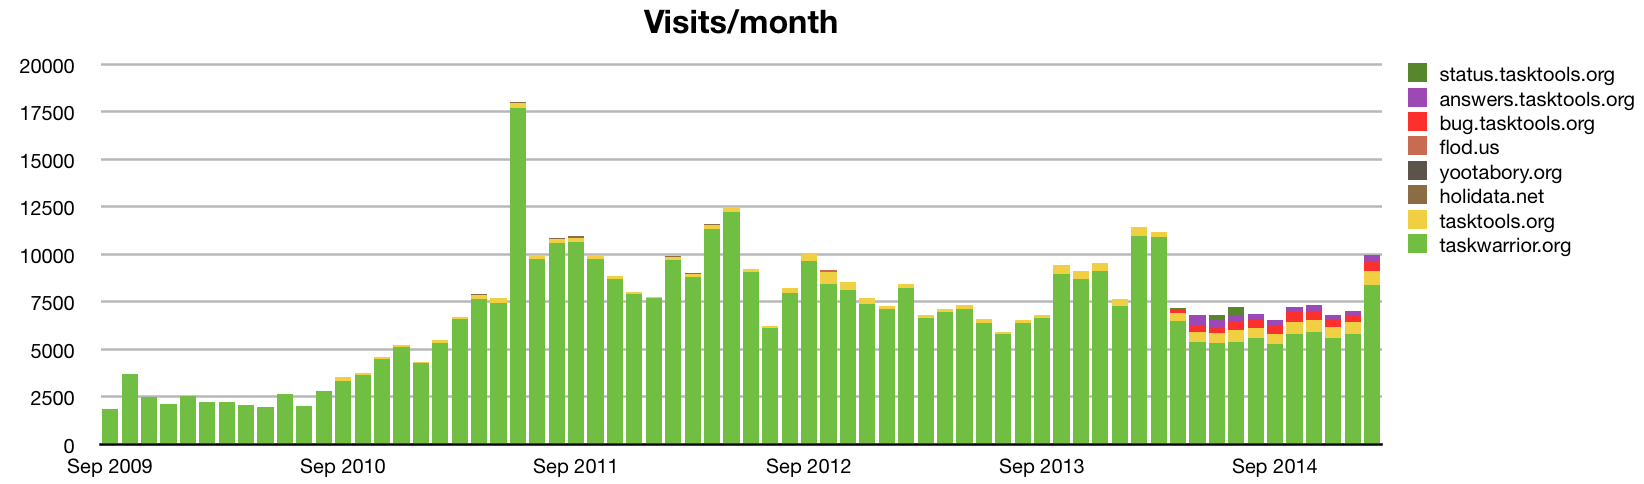 Visits/month
20000
17500
15000
12500
10000
7500
5000
2500
0
Sep 2009
Sep 2010
Sep 2011
Sep 2012
Sep 2013
Sep 2014
status.tasktools.org
answers.tasktools.org
bug.tasktools.org
flod.us
yootabory.org
holidata.net
tasktools.org
taskwarrior.org